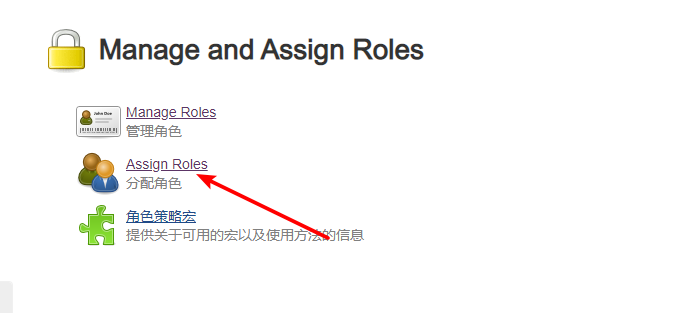 Manage and Assign Roles
John Doe
Manage Roles
管理角色
Assign Roles
分配角色
角色策略宏
提供关于可用的宏以及使用方法的信息